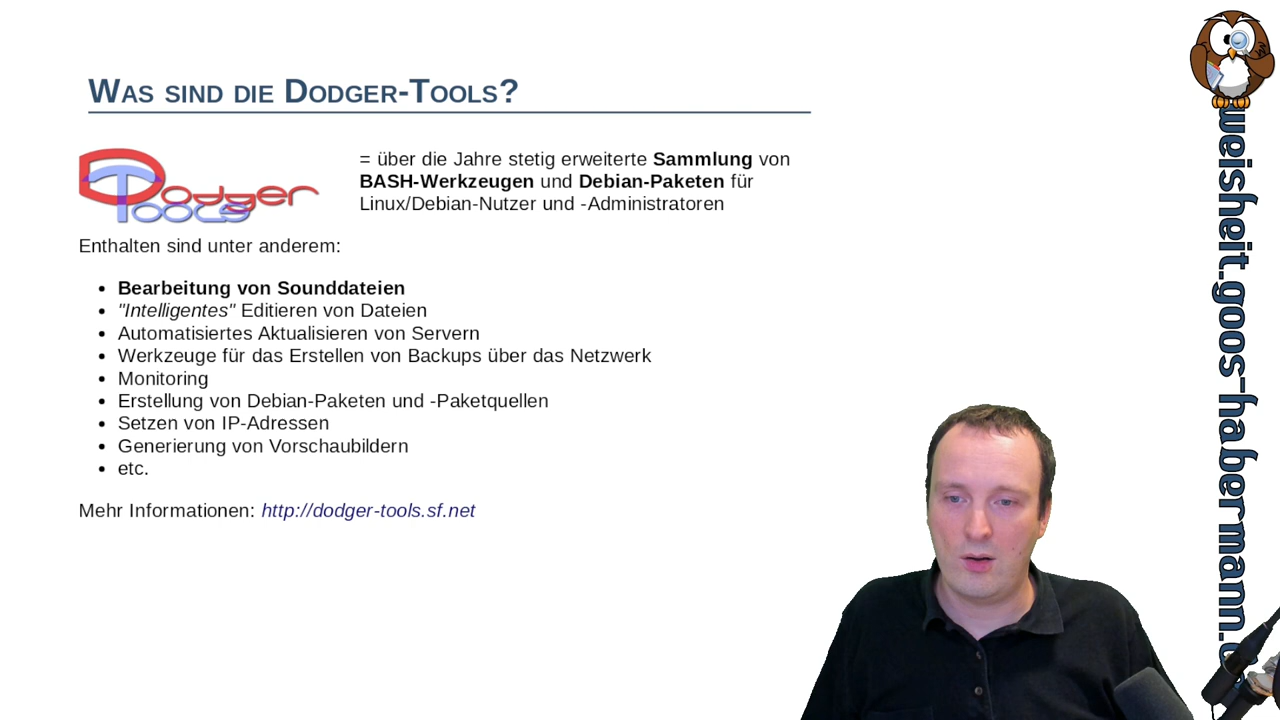 Was sind die Dodger-Tools?
Dodger
Tools
= über die Jahre stetig erweiterte Sammlung von
BASH-Werkzeugen und Debian-Paketen für
Linux/Debian-Nutzer und -Administratoren
Enthalten sind unter anderem:
Bearbeitung von Sounddateien
"Intelligentes" Editieren von Dateien
Automatisiertes Aktualisieren von Servern
Werkzeuge für das Erstellen von Backups über das Netzwerk
Monitoring
Erstellung von Debian-Paketen und -Paketquellen
Setzen von IP-Adressen
Generierung von Vorschaubildern
etc.
Mehr Informationen: http://dodger-tools.sf.net
weisheit.goos-habermann.